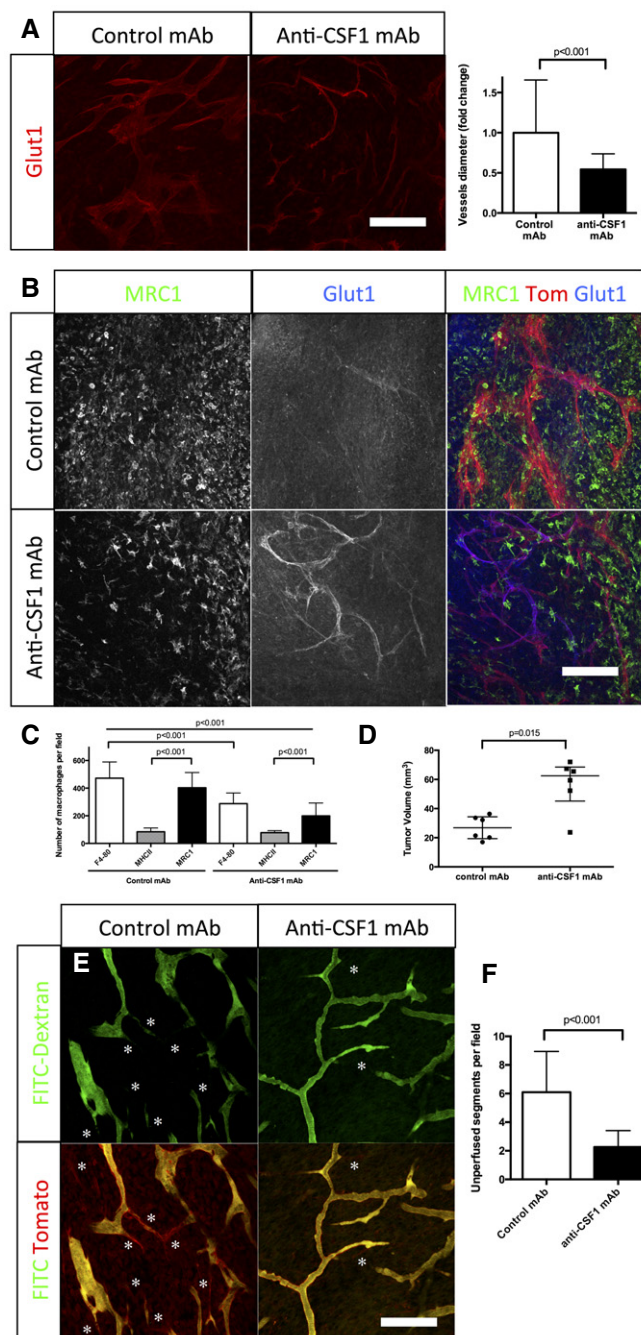 A
Control mAb
Anti-CSF1 mAb
Glut1
p<0.001
Vessels diameter (fold change)
1.5
1.0
0.5
0.0
Control mAb
anti-CSF1 mAb
B
MRC1
Glut1
MRC1 Tom Glut1
Control mAb
Anti-CSF1 mAb
C
p<0.001
p<0.001
p<0.001
p<0.001
Number of macrophages per field
600
400
200
0
F4-80
MHCII
MRC1
F4-80
MHCII
MRC1
Control mAb
Anti-CSF1 mAb
D
p=0.015
Tumor Volume (mm³)
80
60
40
20
0
control mAb
anti-CSF1 mAb
E
Control mAb
Anti-CSF1 mAb
FITC-Dextran
* * * * * * * *
* *
FITC Tomato
* * * * * * * *
* *
F
p<0.001
Unperfused segments per field
10
8
6
4
2
0
Control mAb
anti-CSF1 mAb